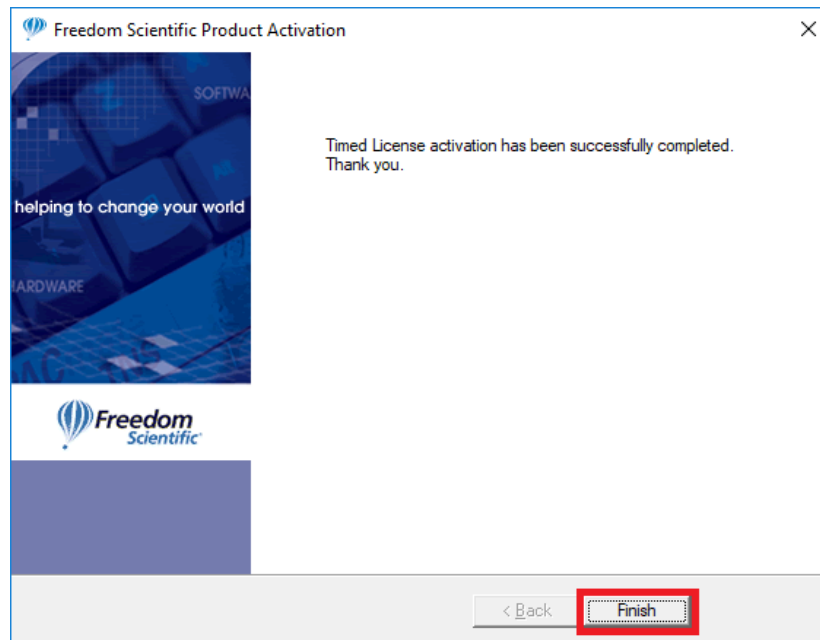 Freedom Scientific Product Activation
SOFTWA
Timed License activation has been successfully completed.
Thank you.
helping to change your world
ARDWARE
Freedom
Scientific
< Back
Finish